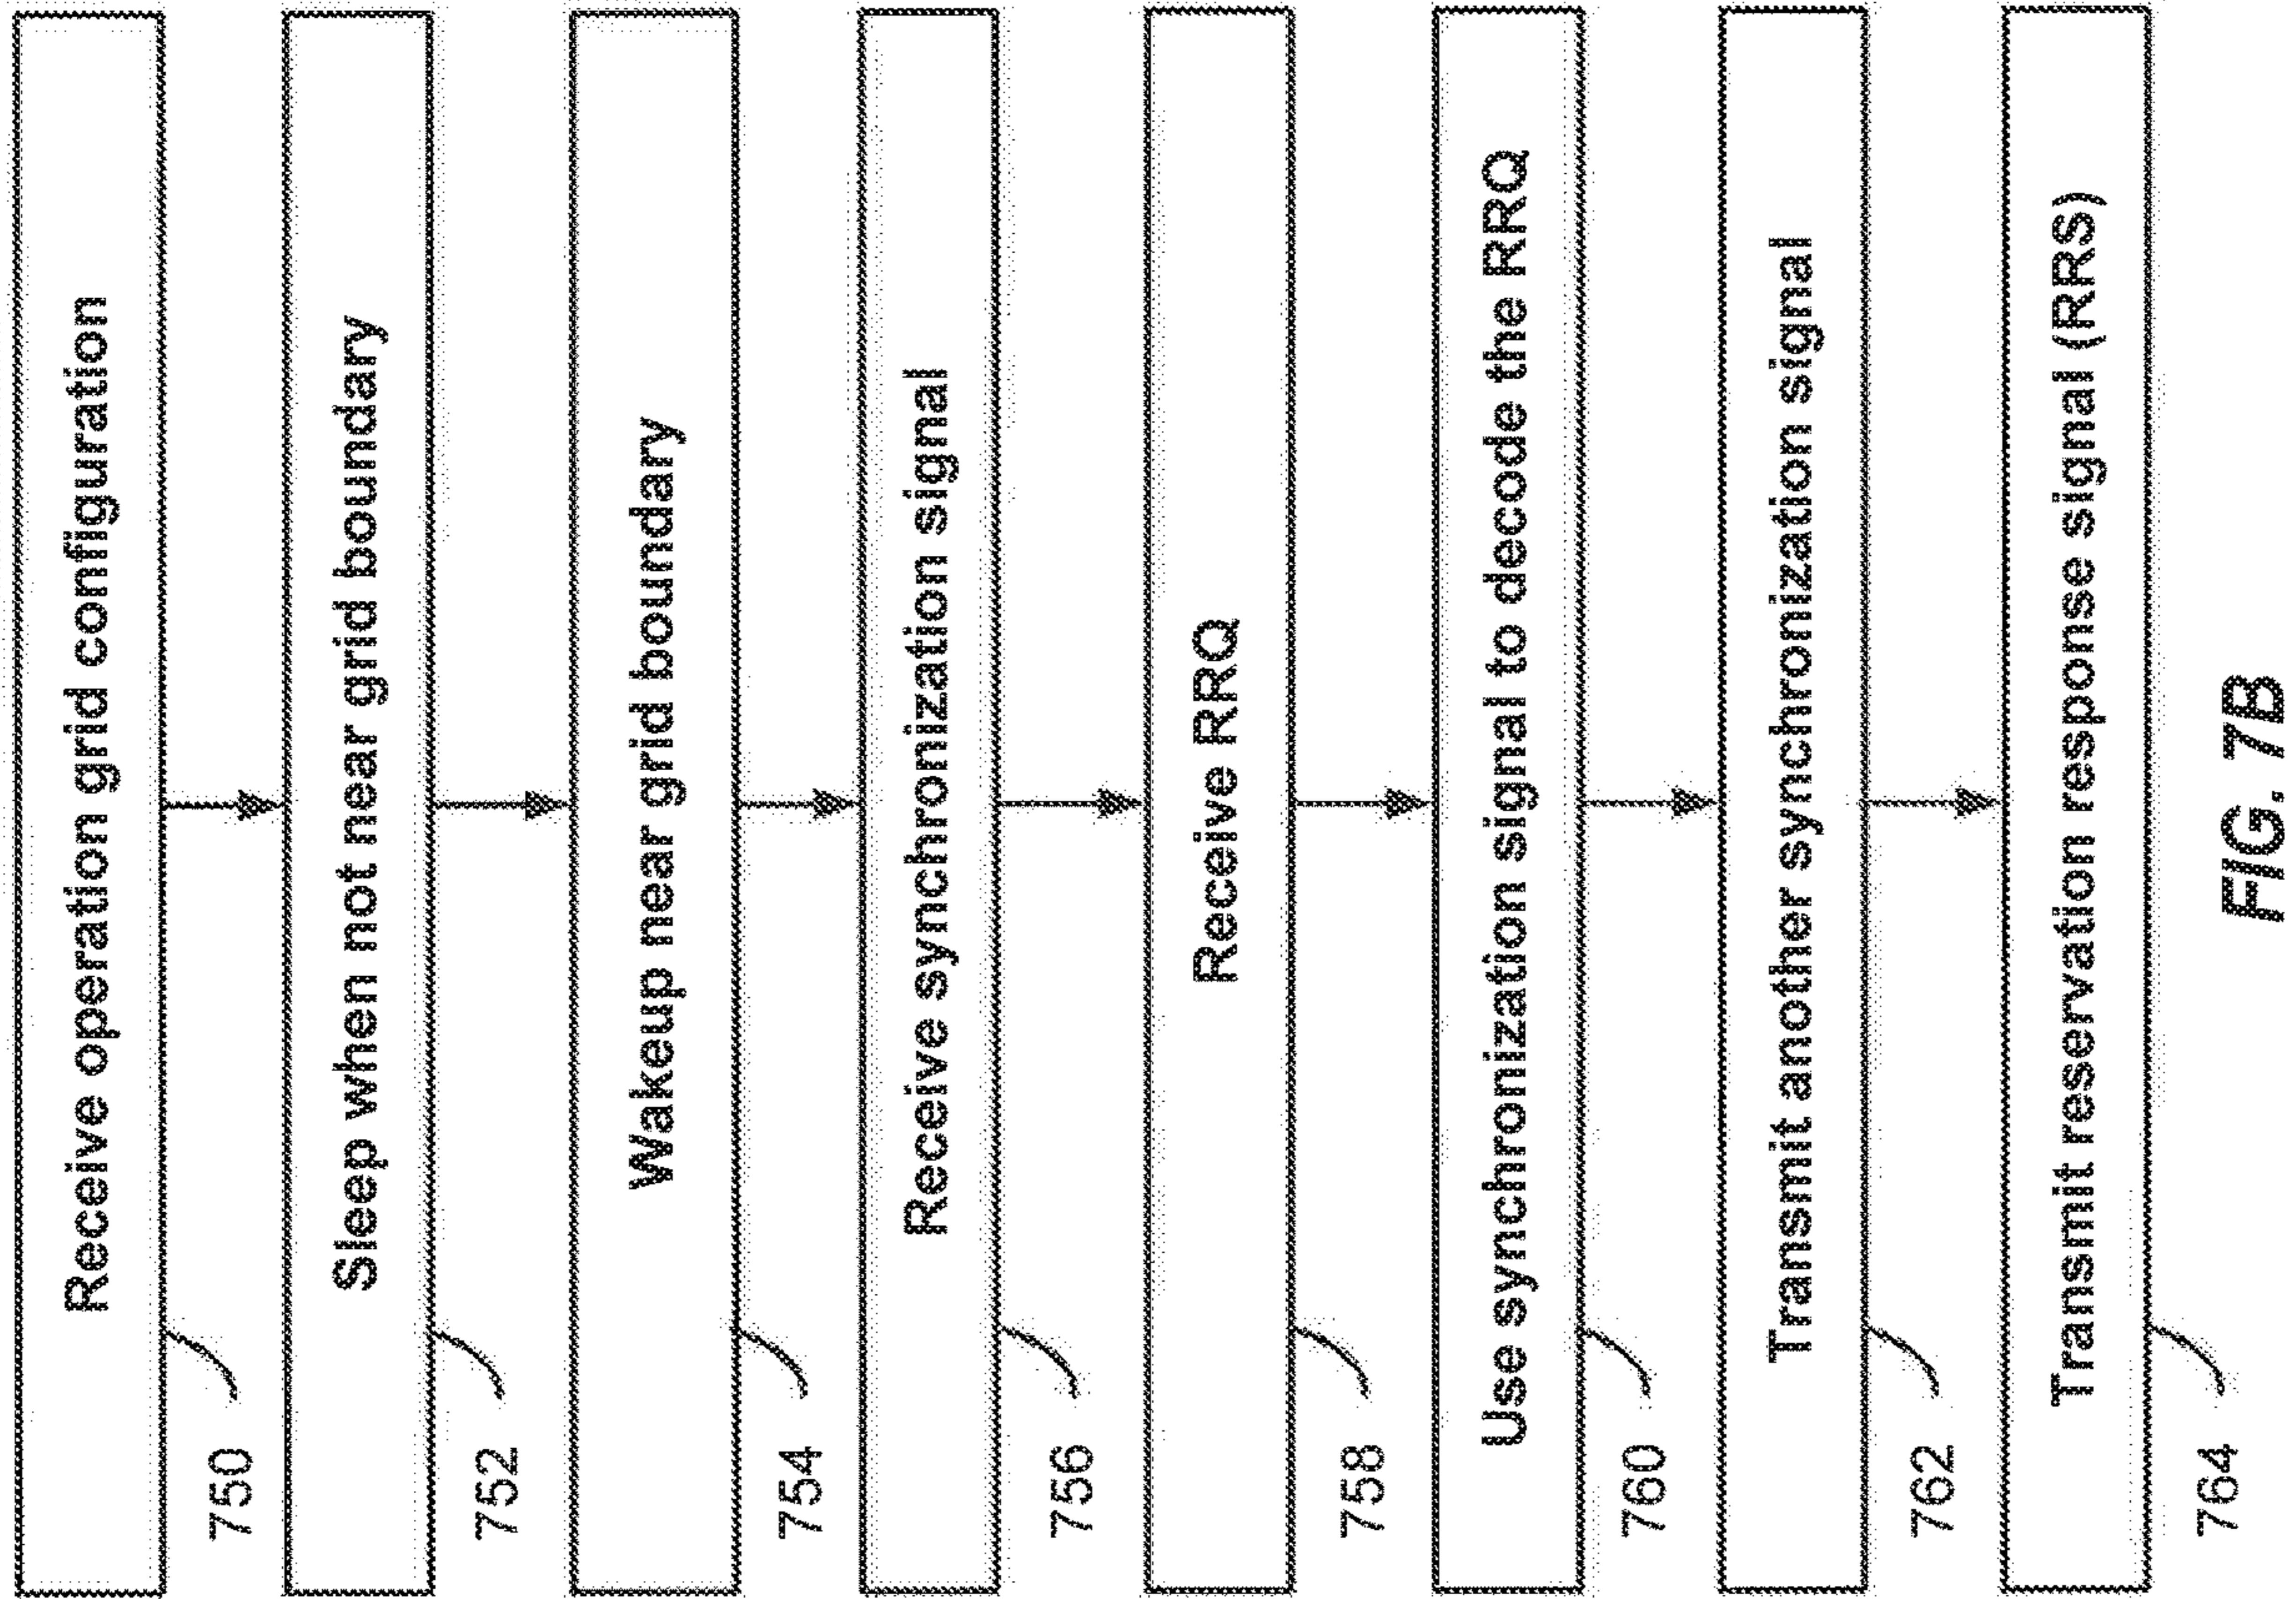 Receive operation grid configuration
750
Sleep when not near grid boundary
752
Wakeup near grid boundary
754
Receive synchronization signal
756
Receive RRQ
758
Use synchronization signal to decode the RRQ
760
Transmit another synchronization signal
762
Transmit reservation response signal (RRS)
764
FIG. 7B